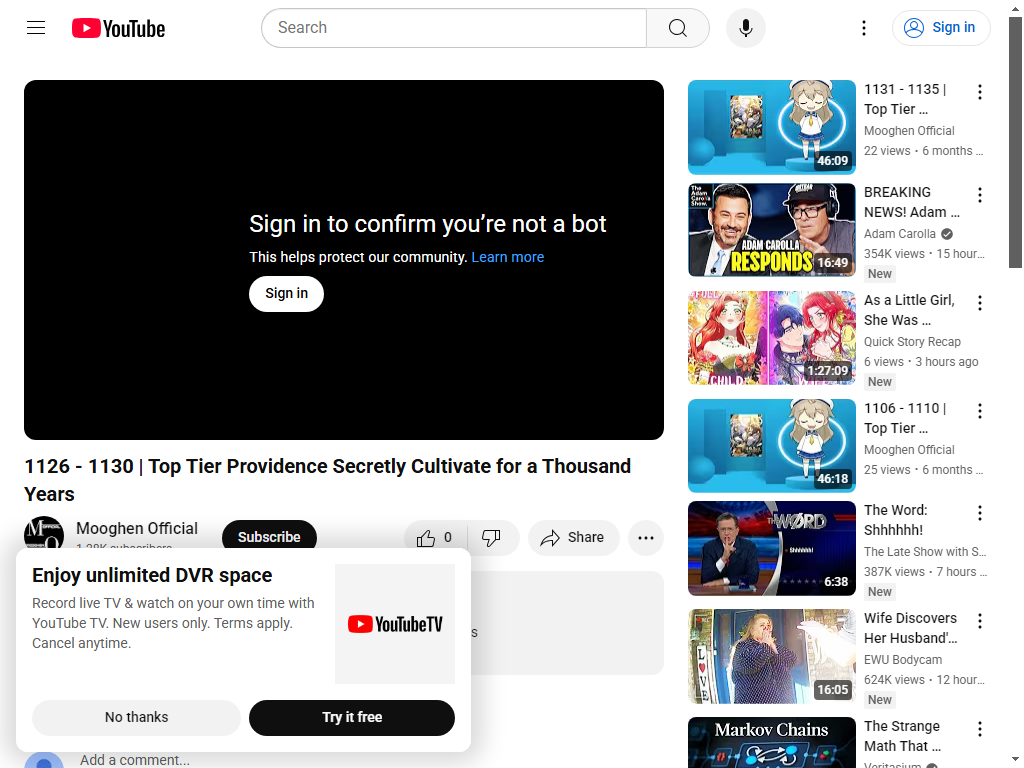 YouTube
Search
Sign in
Sign in to confirm you're not a bot
This helps protect our community. Learn more
Sign in
1126 - 1130 | Top Tier Providence Secretly Cultivate for a Thousand
Years
Mooghen Official
Subscribe
0
Share
Enjoy unlimited DVR space
Record live TV & watch on your own time with
YouTube TV. New users only. Terms apply.
Cancel anytime.
YouTubeTV
No thanks
Try it free
Add a comment...
46:09
1131 - 1135 |
Top Tier ...
Mooghen Official
22 views • 6 months ...
The Adam Carolla Show.
ADAM CAROLLA
RESPONDS
16:49
BREAKING
NEWS! Adam ...
Adam Carolla
354K views • 15 hour...
New
CHILD
1:27:09
As a Little Girl,
She Was ...
Quick Story Recap
6 views • 3 hours ago
New
46:18
1106 - 1110 |
Top Tier ...
Mooghen Official
25 views • 6 months ...
THE WØRD
Shhhhhh!
6:38
The Word:
Shhhhhh!
The Late Show with S...
387K views • 7 hours ...
New
LOVE
16:05
Wife Discovers
Her Husband'...
EWU Bodycam
624K views • 12 hour...
New
Markov Chains
The Strange
Math That ...
Veritasium